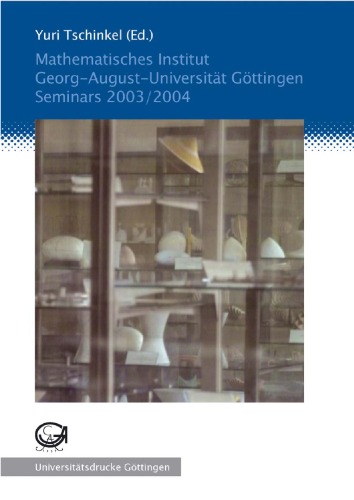 Yuri Tschinkel (Ed.)
Mathematisches Institut
Georg-August-Universität Göttingen
Seminars 2003/2004
Universitätsdrucke Göttingen